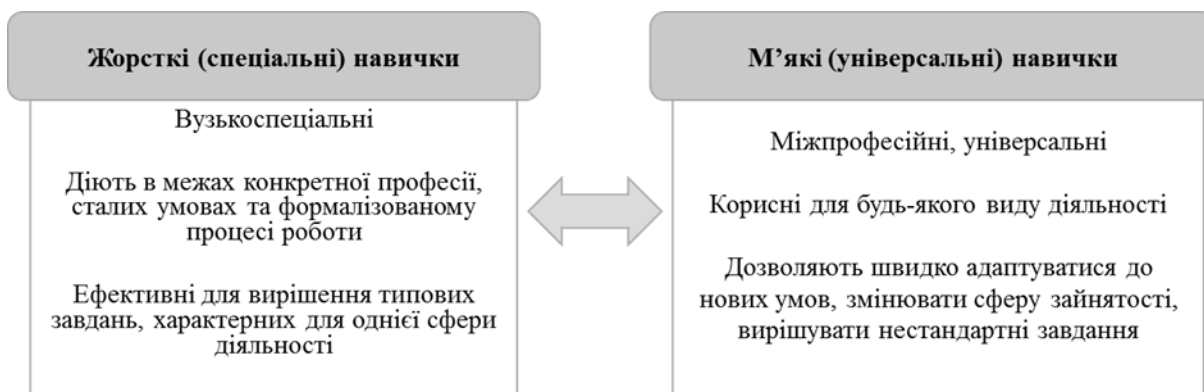 Жорсткі (спеціальні) навички
Вузькоспеціальні
Діють в межах конкретної професії,
сталих умовах та формалізованому
процесі роботи
Ефективні для вирішення типових
завдань, характерних для однієї сфери
діяльності
М’які (універсальні) навички
Міжпрофесійні, універсальні
Корисні для будь-якого виду діяльності
Дозволяють швидко адаптуватися до
нових умов, змінювати сферу зайнятості,
вирішувати нестандартні завдання